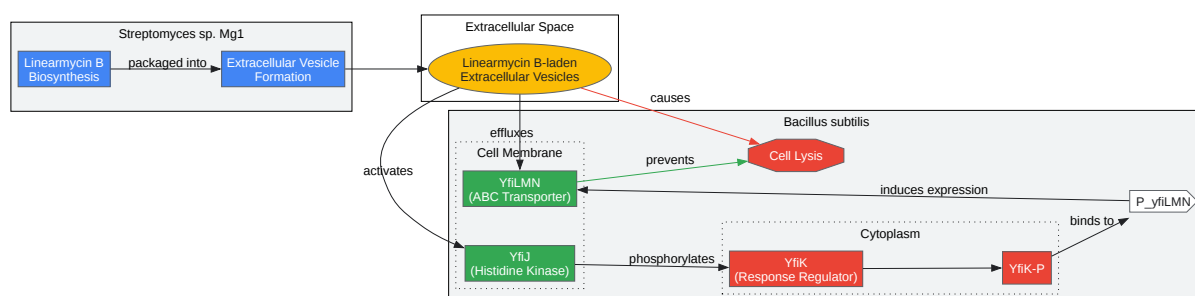 Streptomyces sp. Mg1
Linearmycin B
Biosynthesis
packaged into
Extracellular Vesicle
Formation
Extracellular Space
Linearmycin B-laden
Extracellular Vesicles
causes
effluxes
activates
Bacillus subtilis
Cell Membrane
Cell Lysis
prevents
YfiLMN
(ABC Transporter)
induces expression
P_yfiLMN
binds to
Cytoplasm
YfiJ
(Histidine Kinase)
phosphorylates
YfiK
(Response Regulator)
YfiK-P